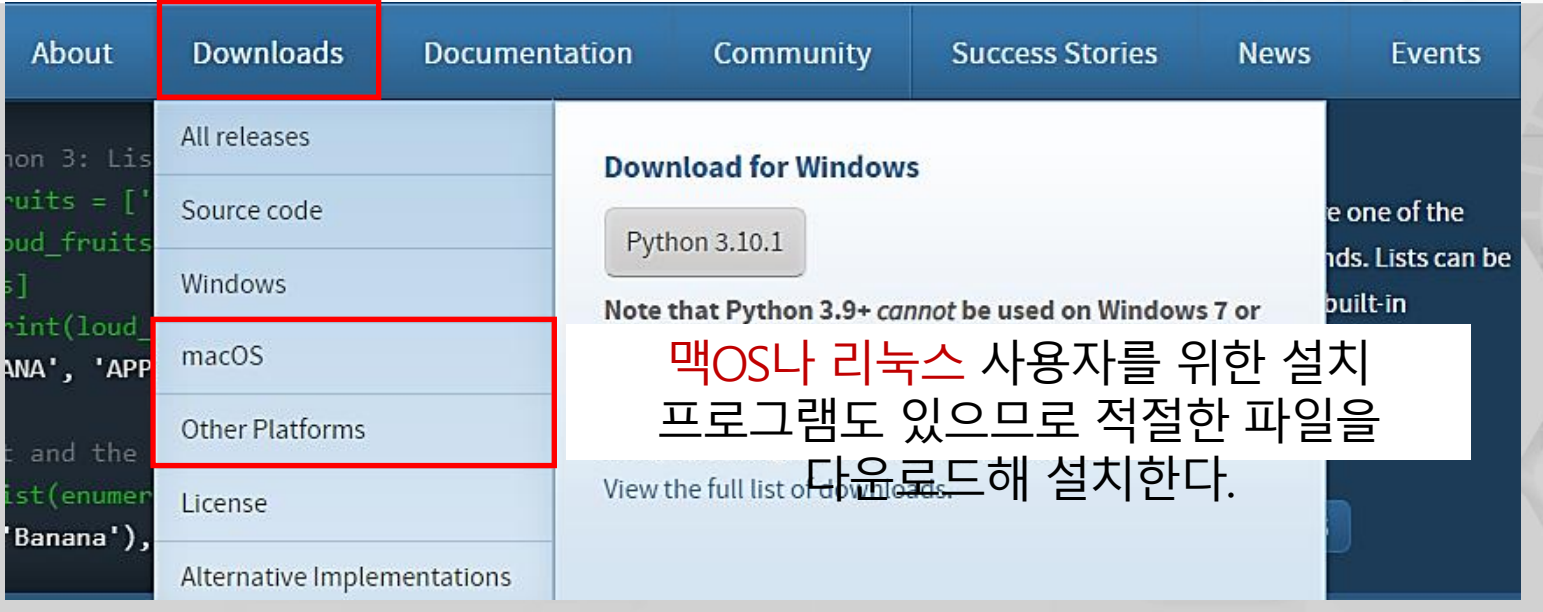 About Downloads Documentation Community Success Stories News Events
All releases
Source code
Windows
macOS
Other Platforms
License
Alternative Implementations
hon 3: Lis
ruits = ['
oud_fruits
s]
rint(loud_
ANA', 'APP
t and the
ist(enumer
'Banana'),
Download for Windows
Python 3.10.1
Note that Python 3.9+ cannot be used on Windows 7 or
맥OS나 리눅스 사용자를 위한 설치
프로그램도 있으므로 적절한 파일을
다운로드해 설치한다.
View the full list of downloads.
e one of the
nds. Lists can be
built-in